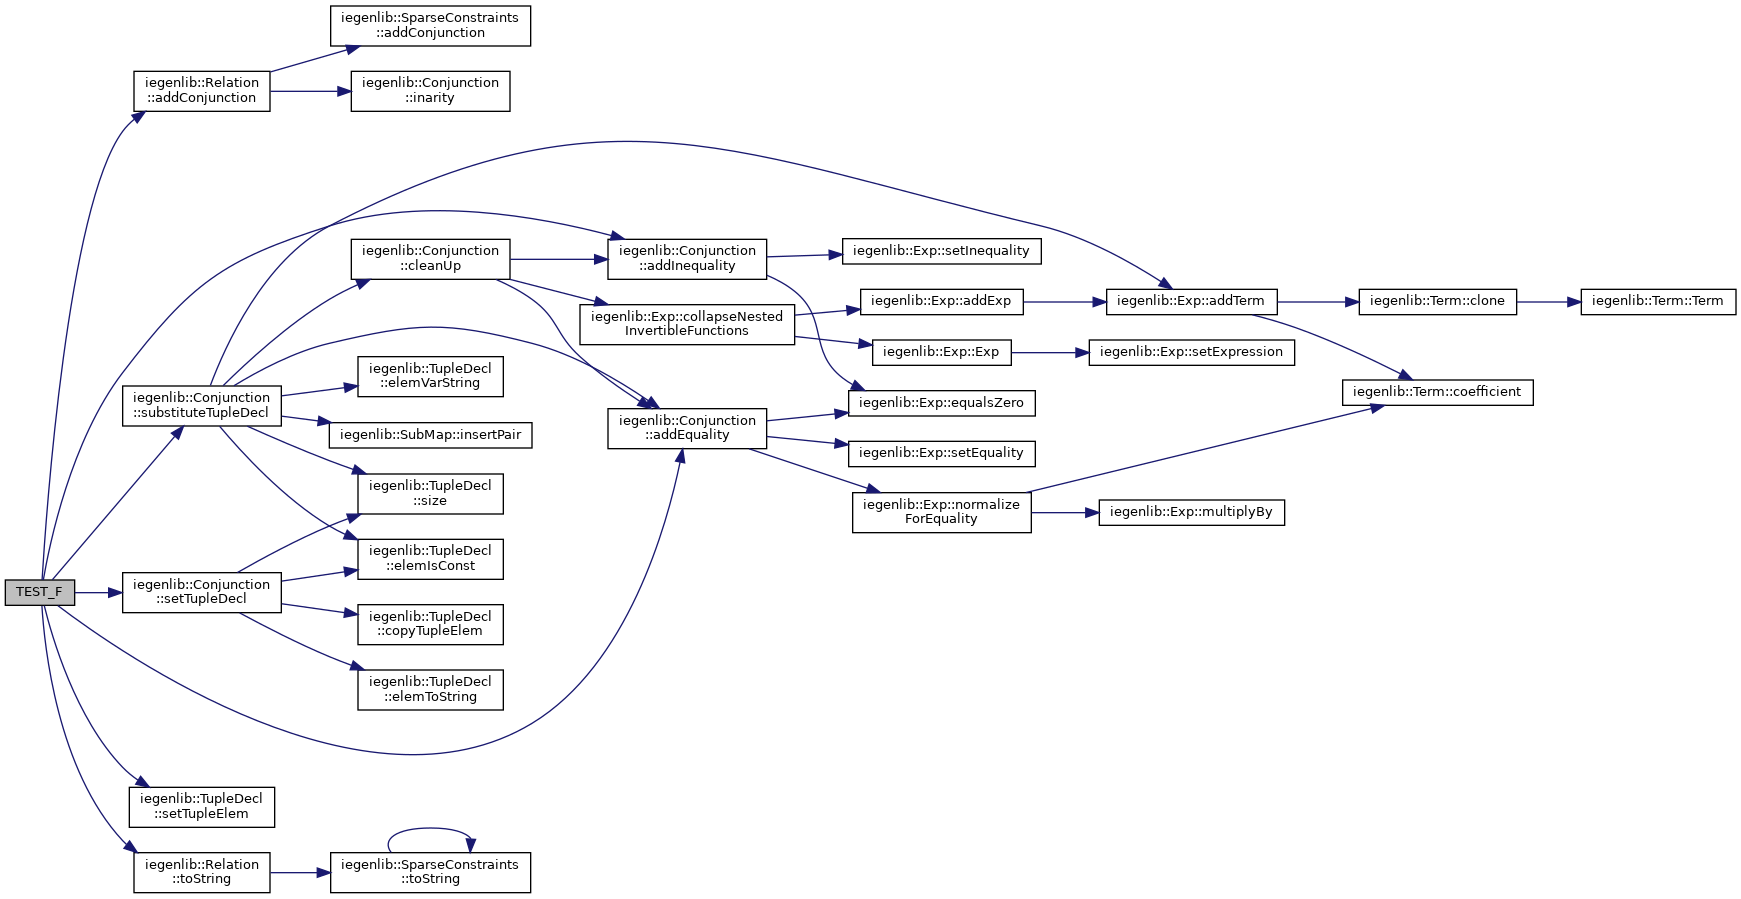 iegenlib::SparseConstraints
::addConjunction
iegenlib::Relation
::addConjunction
iegenlib::Conjunction
::inarity
iegenlib::Conjunction
::cleanUp
iegenlib::Conjunction
::addInequality
iegenlib::Exp::setInequality
iegenlib::Exp::collapseNested
InvertibleFunctions
iegenlib::Exp::addExp
iegenlib::Exp::addTerm
iegenlib::Term::clone
iegenlib::Term::Term
iegenlib::Exp::Exp
iegenlib::Exp::setExpression
iegenlib::Term::coefficient
iegenlib::TupleDecl
::elemVarString
iegenlib::Conjunction
::substituteTupleDecl
iegenlib::SubMap::insertPair
iegenlib::Conjunction
::addEquality
iegenlib::Exp::equalsZero
iegenlib::Exp::setEquality
iegenlib::TupleDecl
::size
iegenlib::Exp::normalize
ForEquality
iegenlib::Exp::multiplyBy
iegenlib::TupleDecl
::elemIsConst
TEST_F
iegenlib::Conjunction
::setTupleDecl
iegenlib::TupleDecl
::copyTupleElem
iegenlib::TupleDecl
::elemToString
iegenlib::TupleDecl
::setTupleElem
iegenlib::Relation
::toString
iegenlib::SparseConstraints
::toString